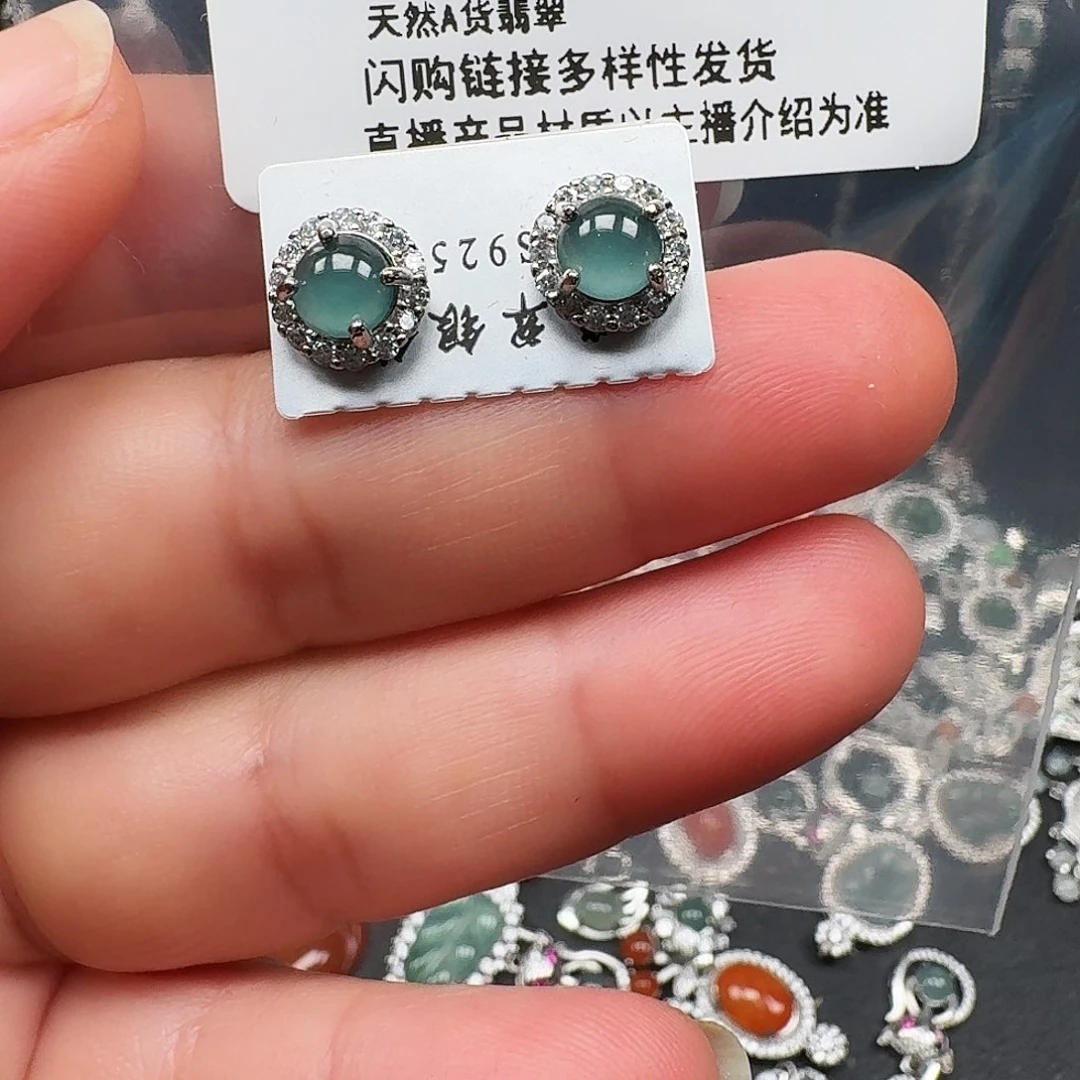 天然A货翡翠
闪购链接多样性发货
直播产品材质以主播介绍为准
S925
翠银